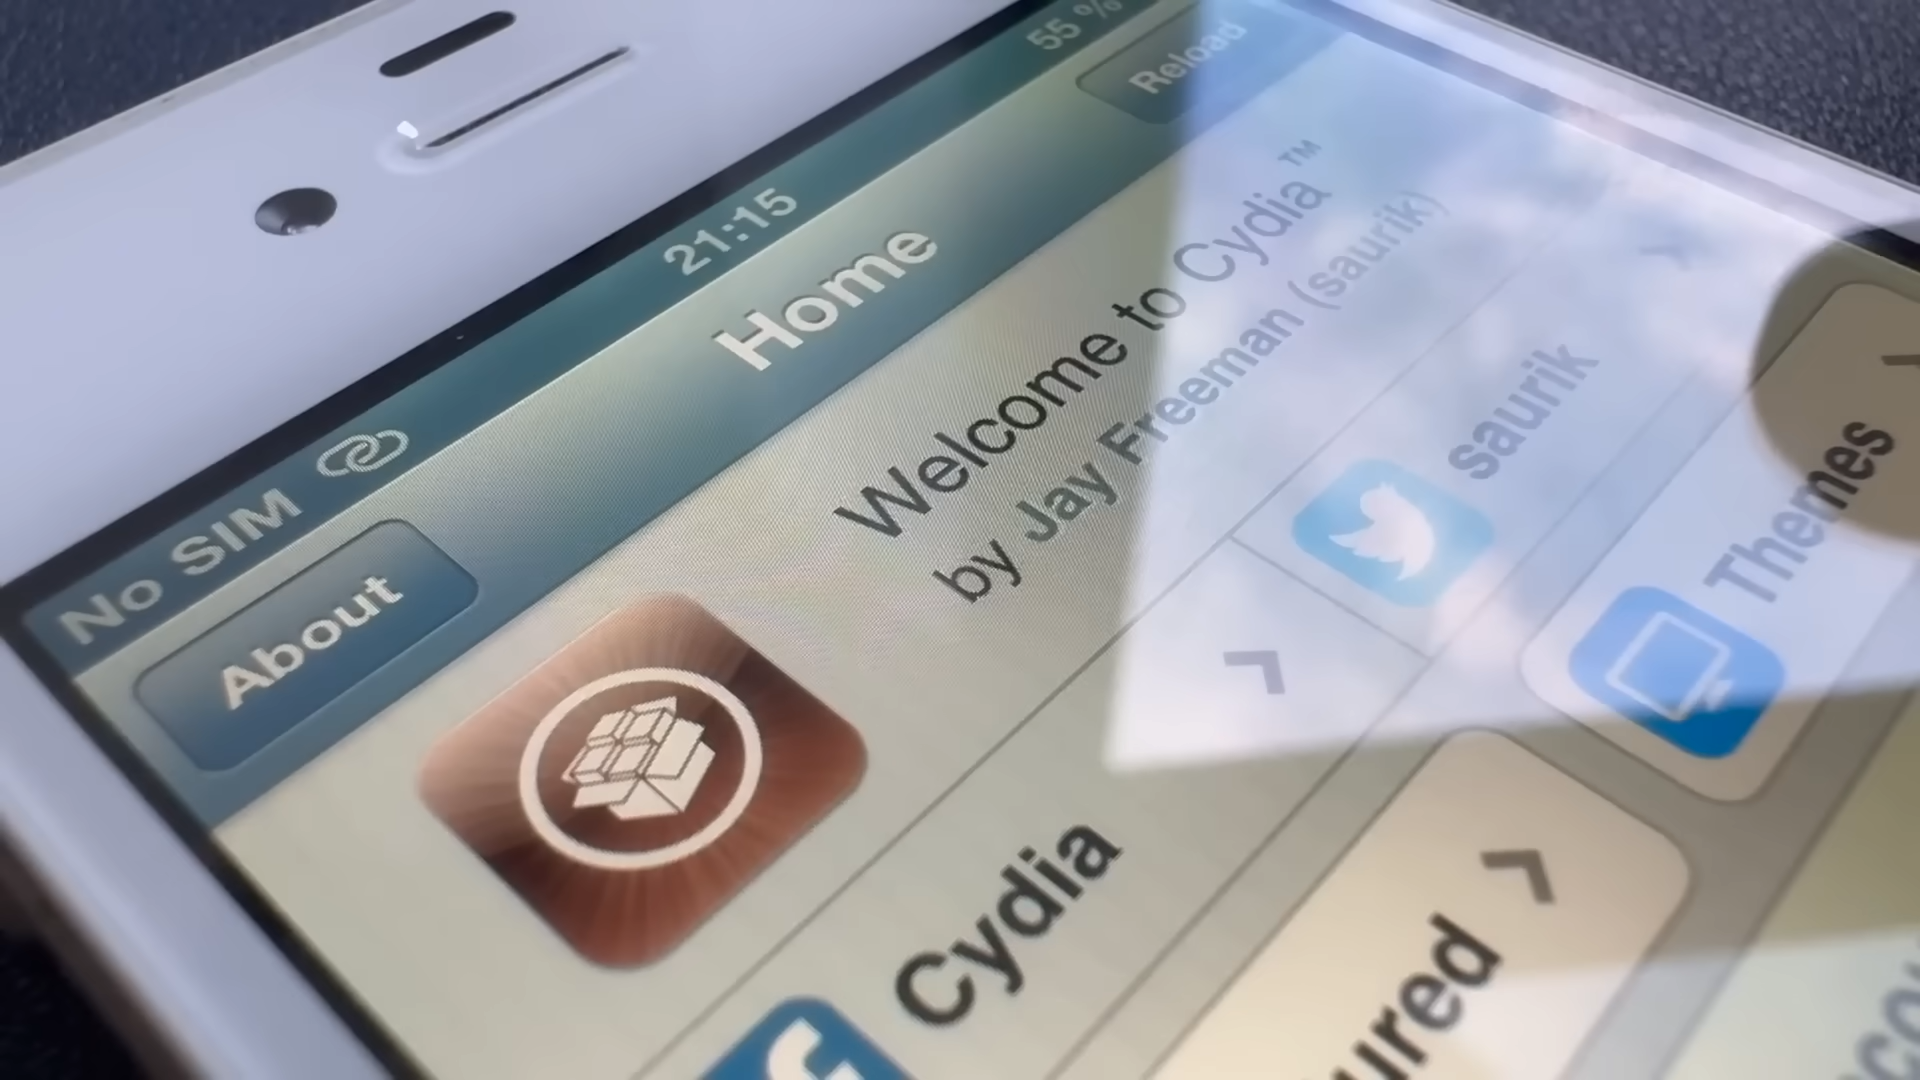 No SIM 21:15 55 %
About Home Reload
Welcome to Cydia™
by Jay Freeman (saurik)
Cydia
saurik
Themes